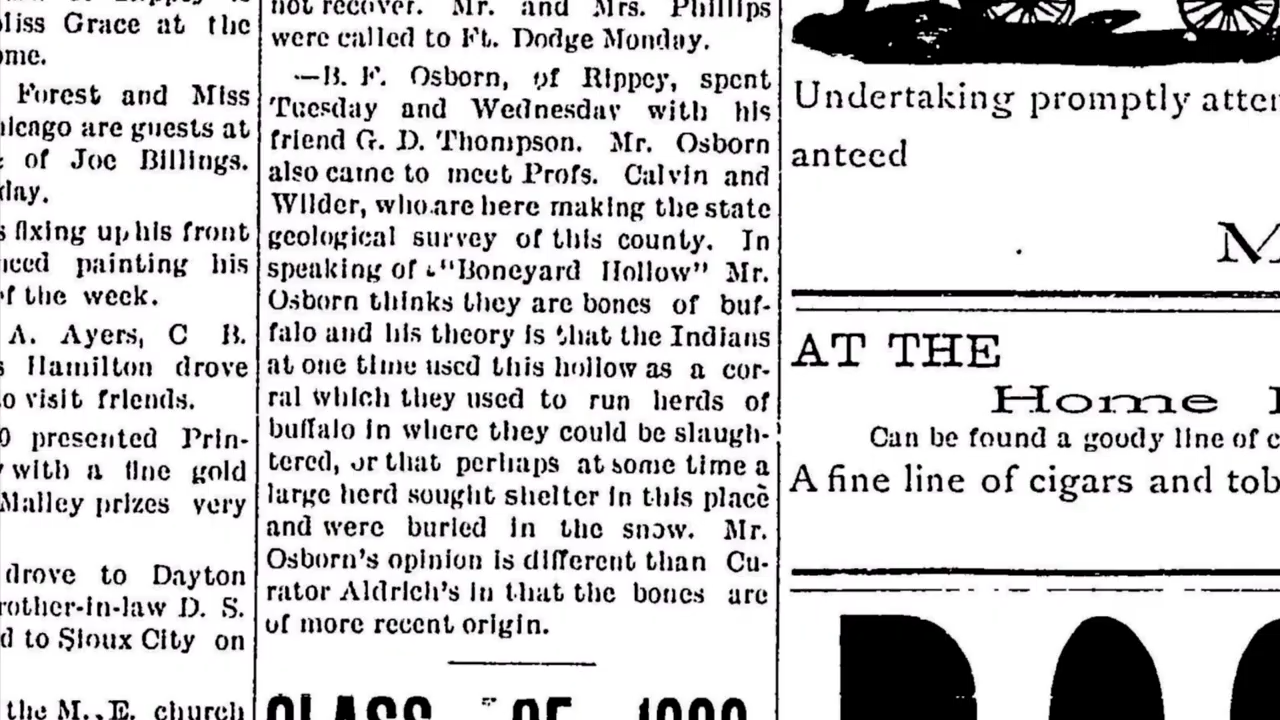 Miss Grace at the
ome.
Forest and Miss
hicago are guests at
of Joe Billings.
day.
s fixing up his front
nced painting his
of the week.
A. Ayers, C B.
s Hamilton drove
to visit friends.
0 presented Prin-
with a fine gold
Malley prizes very
drove to Dayton
rother-in-law D. S.
d to Sioux City on
the M. E. church
not recover. Mr. and Mrs. Phillips
were called to Ft. Dodge Monday.
—B. F. Osborn, of Rippey, spent
Tuesday and Wednesday with his
friend G. D. Thompson. Mr. Osborn
also came to meet Profs. Calvin and
Wilder, who are here making the state
geological survey of this county. In
speaking of "Boneyard Hollow" Mr.
Osborn thinks they are bones of buf-
falo and his theory is that the Indians
at one time used this hollow as a cor-
ral which they used to run herds of
buffalo in where they could be slaugh-
tered, or that perhaps at some time a
large herd sought shelter in this place
and were buried in the snow. Mr.
Osborn's opinion is different than Cu-
rator Aldrich's in that the bones are
of more recent origin.
CLASS OF 1900
Undertaking promptly atten
anteed
M
AT THE
Home
Can be found a goody line of c
A fine line of cigars and tob